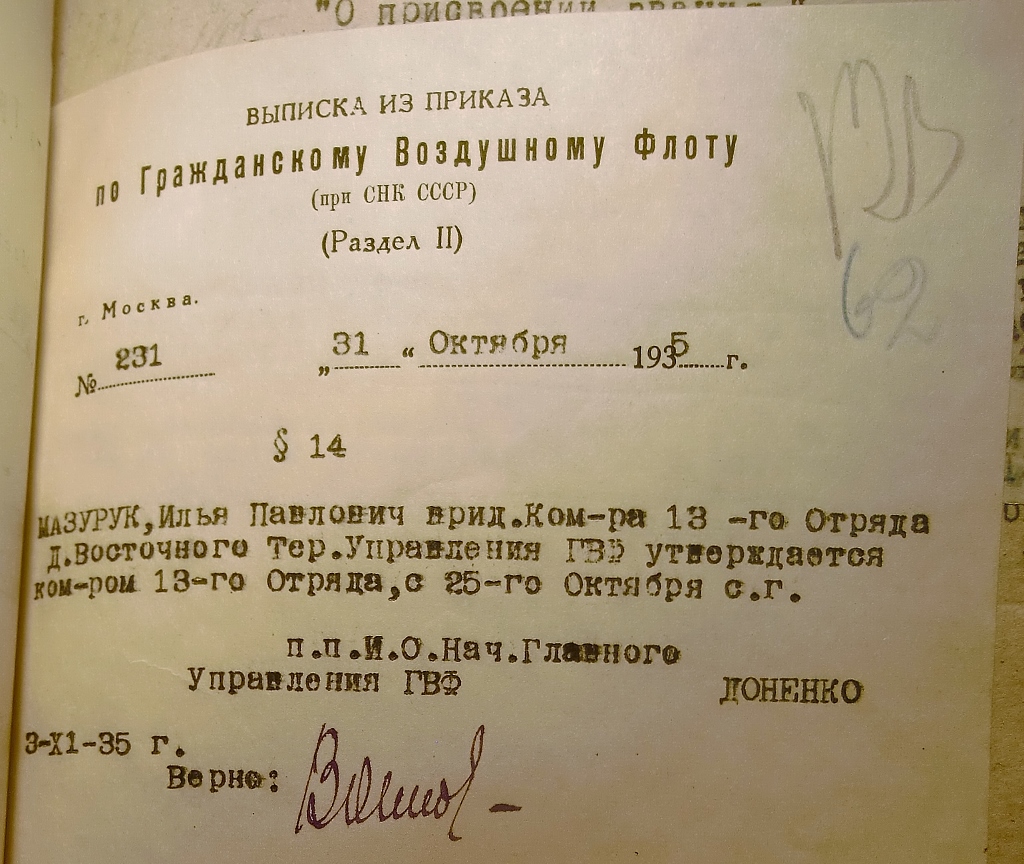 "О присвоении звания"
ВЫПИСКА ИЗ ПРИКАЗА
по Гражданскому Воздушному Флоту
(при СНК СССР)
(Раздел II)
г. Москва.
№ 231 „ 31 “ Октября 1935 г.
§ 14
МАЗУРУК,Илья Павлович врид.Ком-ра 13 -го Отряда
Д.Восточного Тер.Управления ГВФ утверждается
ком-ром 13-го Отряда,с 25-го Октября с.г.
п.п.И.О.Нач.Главного
Управления ГВФ ДОНЕНКО
3-XI-35 г.
Верно:
62